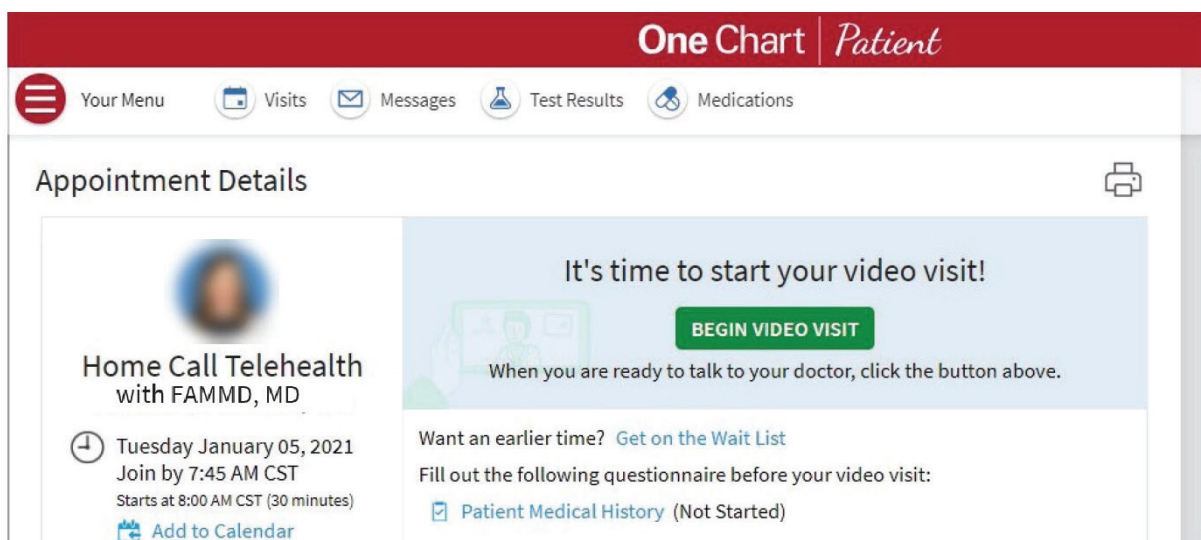 One Chart | Patient
Your Menu Visits Messages Test Results Medications
Appointment Details
Home Call Telehealth
with FAMMD, MD
Tuesday January 05, 2021
Join by 7:45 AM CST
Starts at 8:00 AM CST (30 minutes)
Add to Calendar
It's time to start your video visit!
BEGIN VIDEO VISIT
When you are ready to talk to your doctor, click the button above.
Want an earlier time? Get on the Wait List
Fill out the following questionnaire before your video visit:
Patient Medical History (Not Started)